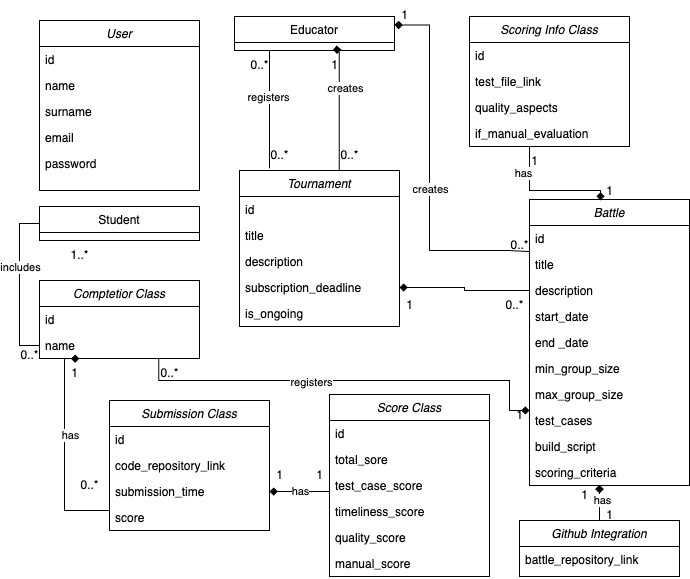 User
id
name
surname
email
password
Educator
1
0..*
1
registers
creates
0..*
0..*
creates
0..*
Scoring Info Class
id
test_file_link
quality_aspects
if_manual_evaluation
1
has
1
Student
1..*
includes
0..*
Tournament
id
title
description
subscription_deadline
is_ongoing
1
0..*
Battle
id
title
description
start_date
end _date
min_group_size
max_group_size
test_cases
build_script
scoring_criteria
Comptetior Class
id
name
1
0..*
registers
1
has
0..*
Submission Class
id
code_repository_link
submission_time
score
1
has
1
Score Class
id
total_sore
test_case_score
timeliness_score
quality_score
manual_score
1
has
1
Github Integration
battle_repository_link